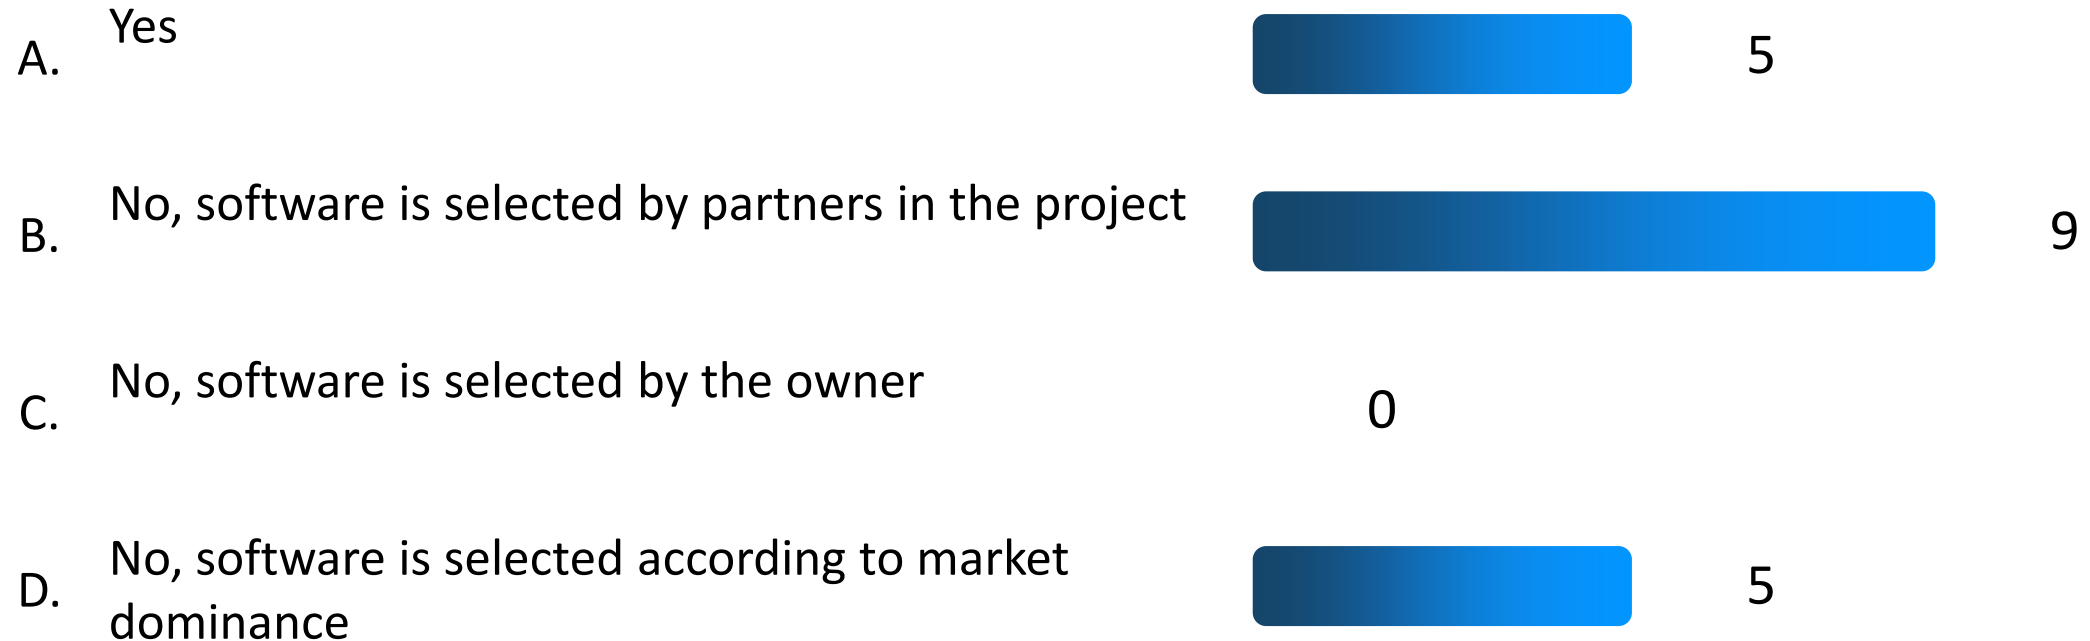 A. Yes 5
B. No, software is selected by partners in the project 9
C. No, software is selected by the owner 0
D. No, software is selected according to market
dominance 5